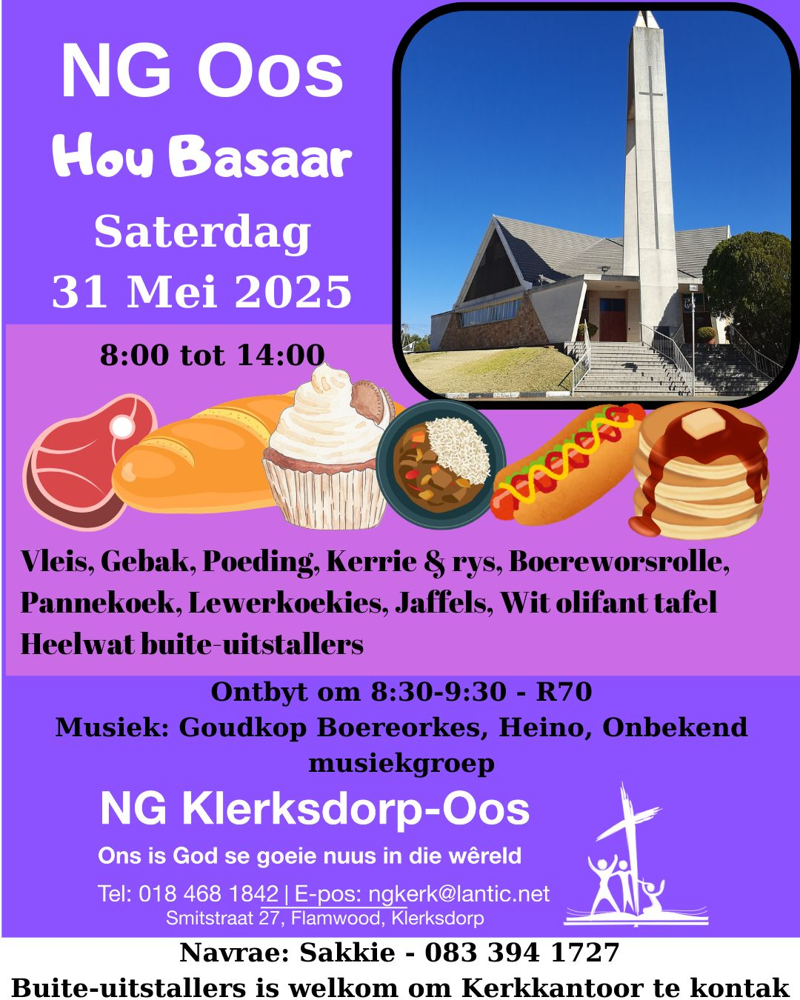 NG Oos
Hou Basaar
Saterdag
31 Mei 2025
8:00 tot 14:00
Vleis, Gebak, Poeding, Kerrie & rys, Boereworsrolle,
Pannekoek, Lewerkoekies, Jaffels, Wit olifant tafel
Heelwat buite-uitstallers
Ontbyt om 8:30-9:30 - R70
Musiek: Goudkop Boereorkes, Heino, Onbekend
musiekgroep
NG Klerksdorp-Oos
Ons is God se goeie nuus in die wêreld
Tel: 018 468 1842 | E-pos: ngkerk@lantic.net
Smitstraat 27, Flamwood, Klerksdorp
Navrae: Sakkie - 083 394 1727
Buite-uitstallers is welkom om Kerkkantoor te kontak